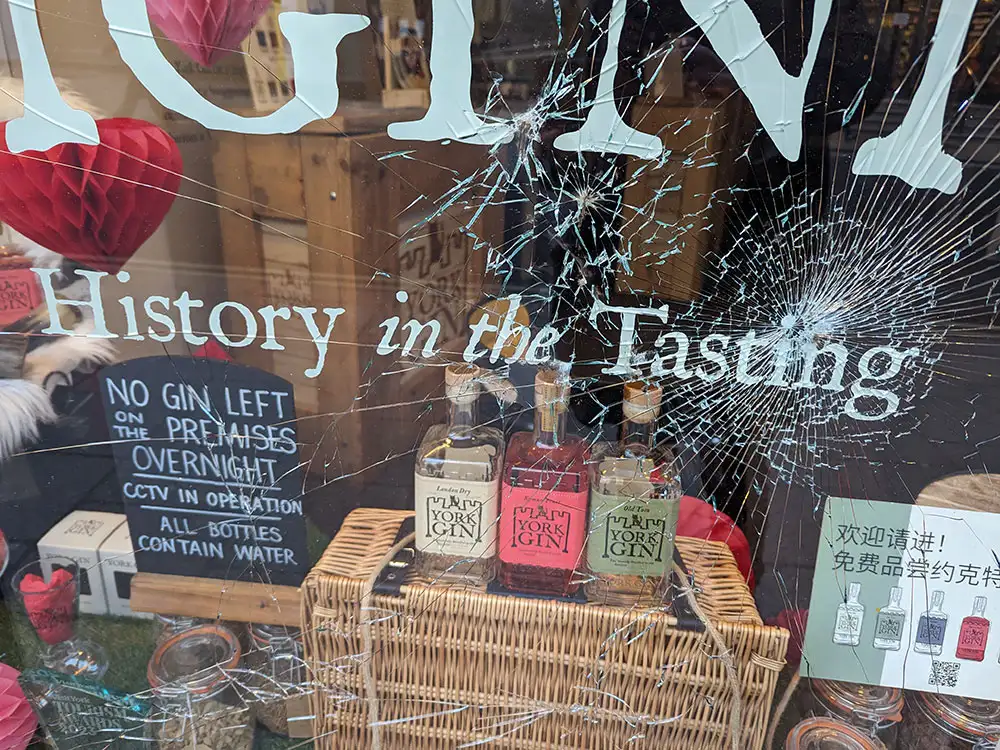 GIN
History in the Tasting
NO GIN LEFT
ON THE PREMISES
OVERNIGHT
CCTV IN OPERATION
ALL BOTTLES
CONTAIN WATER
London Dry
YORK
GIN
YORK
GIN
Old Tom
YORK
GIN
欢迎请进！
免费品尝约克特